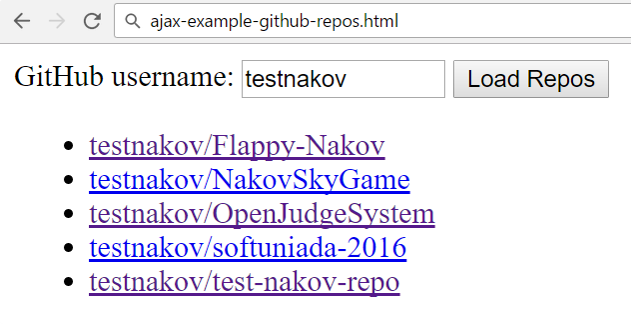 ajax-example-github-repos.html
GitHub username: testnakov Load Repos
testnakov/Flappy-Nakov
testnakov/NakovSkyGame
testnakov/OpenJudgeSystem
testnakov/softuniada-2016
testnakov/test-nakov-repo